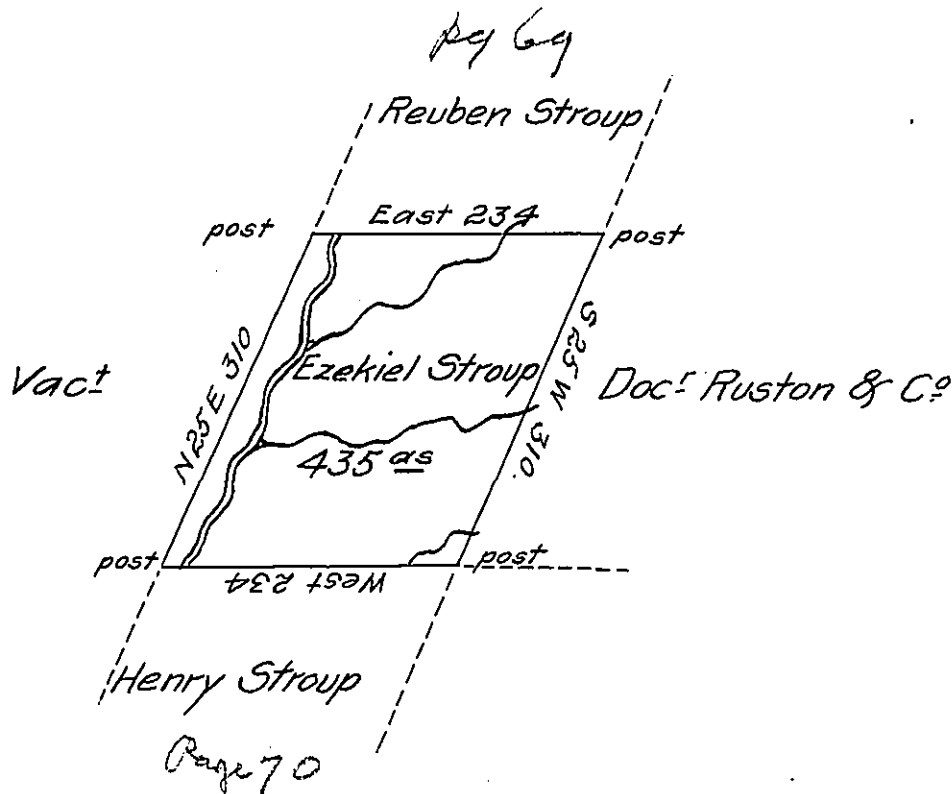 pg 69
Reuben Stroup
East 234
post
post
N 25 E 310
S 25 W 310.
Vact
Ezekiel Stroup
Docr Ruston & Co
435 as
post
post
West 234
Henry Stroup
Page 70